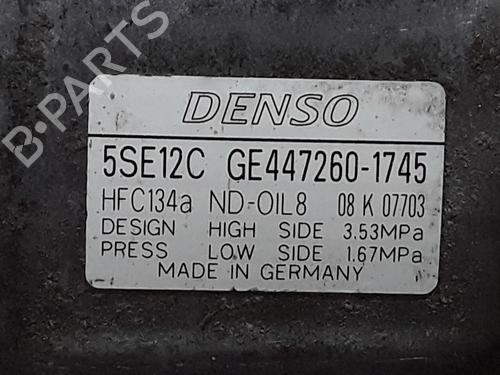 B-PARTS
DENSO
5SE12C GE447260-1745
HFC134a ND-OIL8 08 K 07703
DESIGN HIGH SIDE 3.53MPa
PRESS LOW SIDE 1.67MPa
MADE IN GERMANY